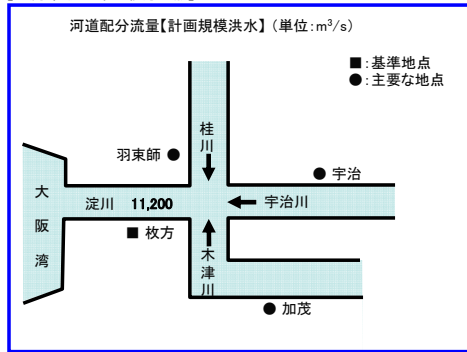 河道配分流量【計画規模洪水】(単位:m³/s)
■:基準地点
●:主要な地点
桂川
羽束師●
●宇治
大阪湾
淀川 11,200
宇治川
■枚方
木津川
●加茂